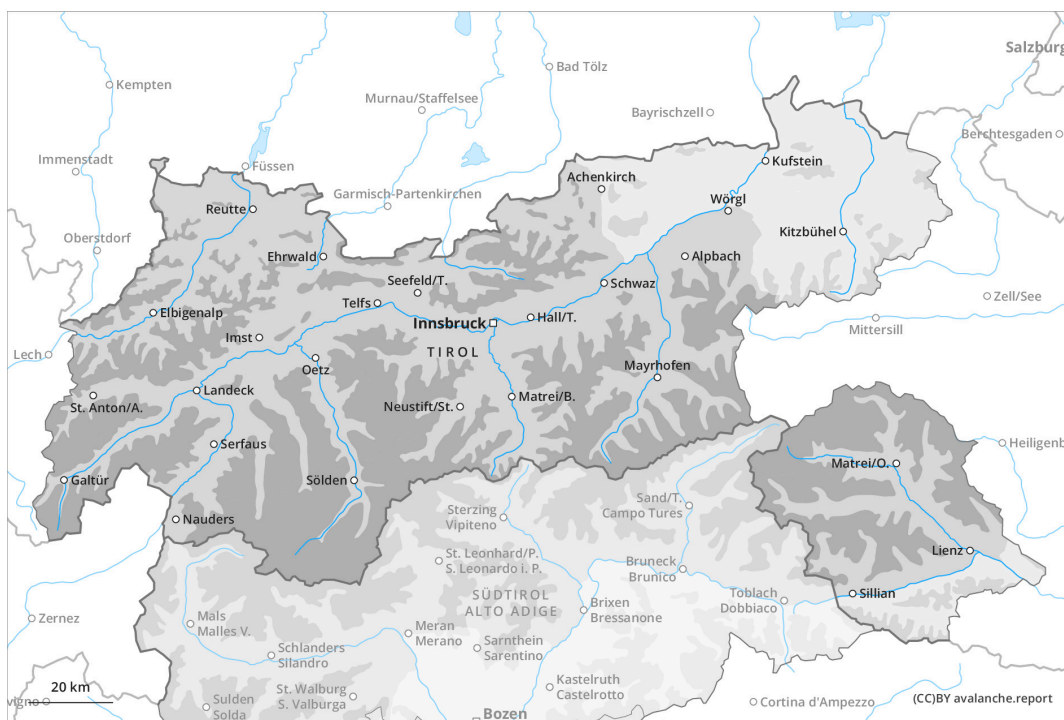 Salzburg
Bad Tölz
Kempten
Murnau/Staffelsee
Bayrischzell
Berchtesgaden
Immenstadt
Füssen
Kufstein
Garmisch-Partenkirchen
Achenkirch
Wörgl
Reutte
Kitzbühel
Oberstdorf
Ehrwald
Alpbach
Seefeld/T.
Schwaz
Zell/See
Telfs
Elbigenalp
Hall/T.
Innsbruck
Mittersill
Imst
Lech
TIROL
Oetz
Mayrhofen
Landeck
Matrei/B.
St. Anton/A.
Neustift/St.
Serfaus
Heiligenb
Matrei/O.
Galtür
Sölden
Sand/T.
Campo Tures
Sterzing
Vipiteno
Nauders
Lienz
St. Leonhard/P.
S. Leonardo i. P.
Bruneck
Brunico
SÜDTIROL
ALTO ADIGE
Sillian
Toblach
Dobbiaco
Brixen
Bressanone
Mals
Malles V.
Zernez
Meran
Merano
Sarnthein
Sarentino
Schlanders
Silandro
Kastelruth
Castelrotto
20 km
St. Walburg
S. Valburga
vigno
Sulden
Solda
Cortina d'Ampezzo
(CC)BY avalanche.report
Bozen